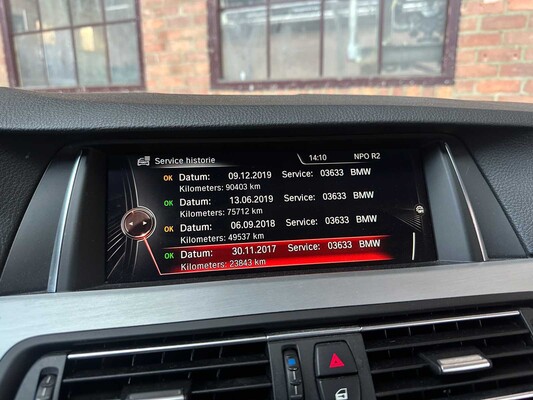 Service historie 14:10 NPO R2
OK Datum: 09.12.2019 Service: 03633 BMW
Kilometers: 90403 km
OK Datum: 13.06.2019 Service: 03633 BMW
Kilometers: 75712 km
OK Datum: 06.09.2018 Service: 03633 BMW
Kilometers: 49537 km
OK Datum: 30.11.2017 Service: 03633 BMW
Kilometers: 23843 km